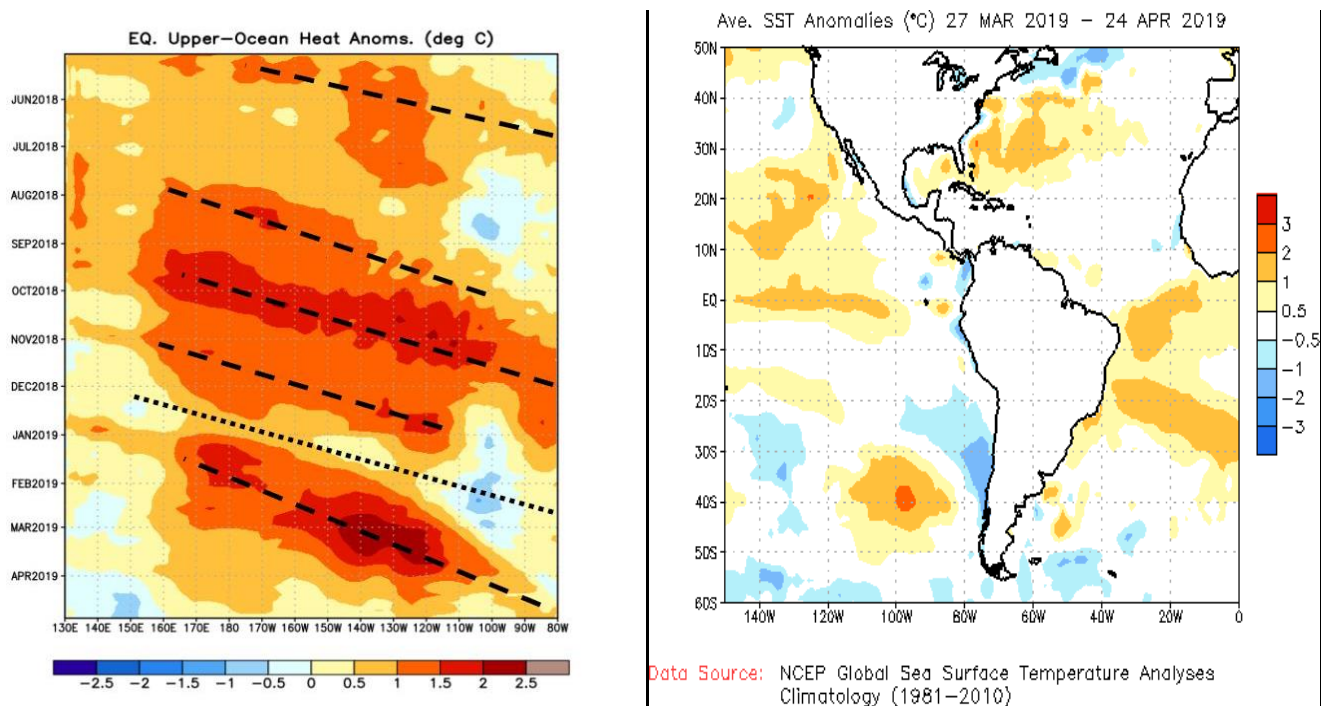 EQ. Upper-Ocean Heat Anoms. (deg C)
JUN2018
JUL2018
AUG2018
SEP2018
OCT2018
NOV2018
DEC2018
JAN2019
FEB2019
MAR2019
APR2019
130E 140E 150E 160E 170E 180 170W 160W 150W 140W 130W 120W 110W 100W 90W 80W
-2.5 -2 -1.5 -1 -0.5 0 0.5 1 1.5 2 2.5
Ave. SST Anomalies (°C) 27 MAR 2019 - 24 APR 2019
50N
40N
30N
20N
10N
EQ
10S
20S
30S
40S
50S
60S
140W 120W 100W 80W 60W 40W 20W 0
3
2
1
0.5
-0.5
-1
-2
-3
Data Source: NCEP Global Sea Surface Temperature Analyses
Climatology (1981-2010)